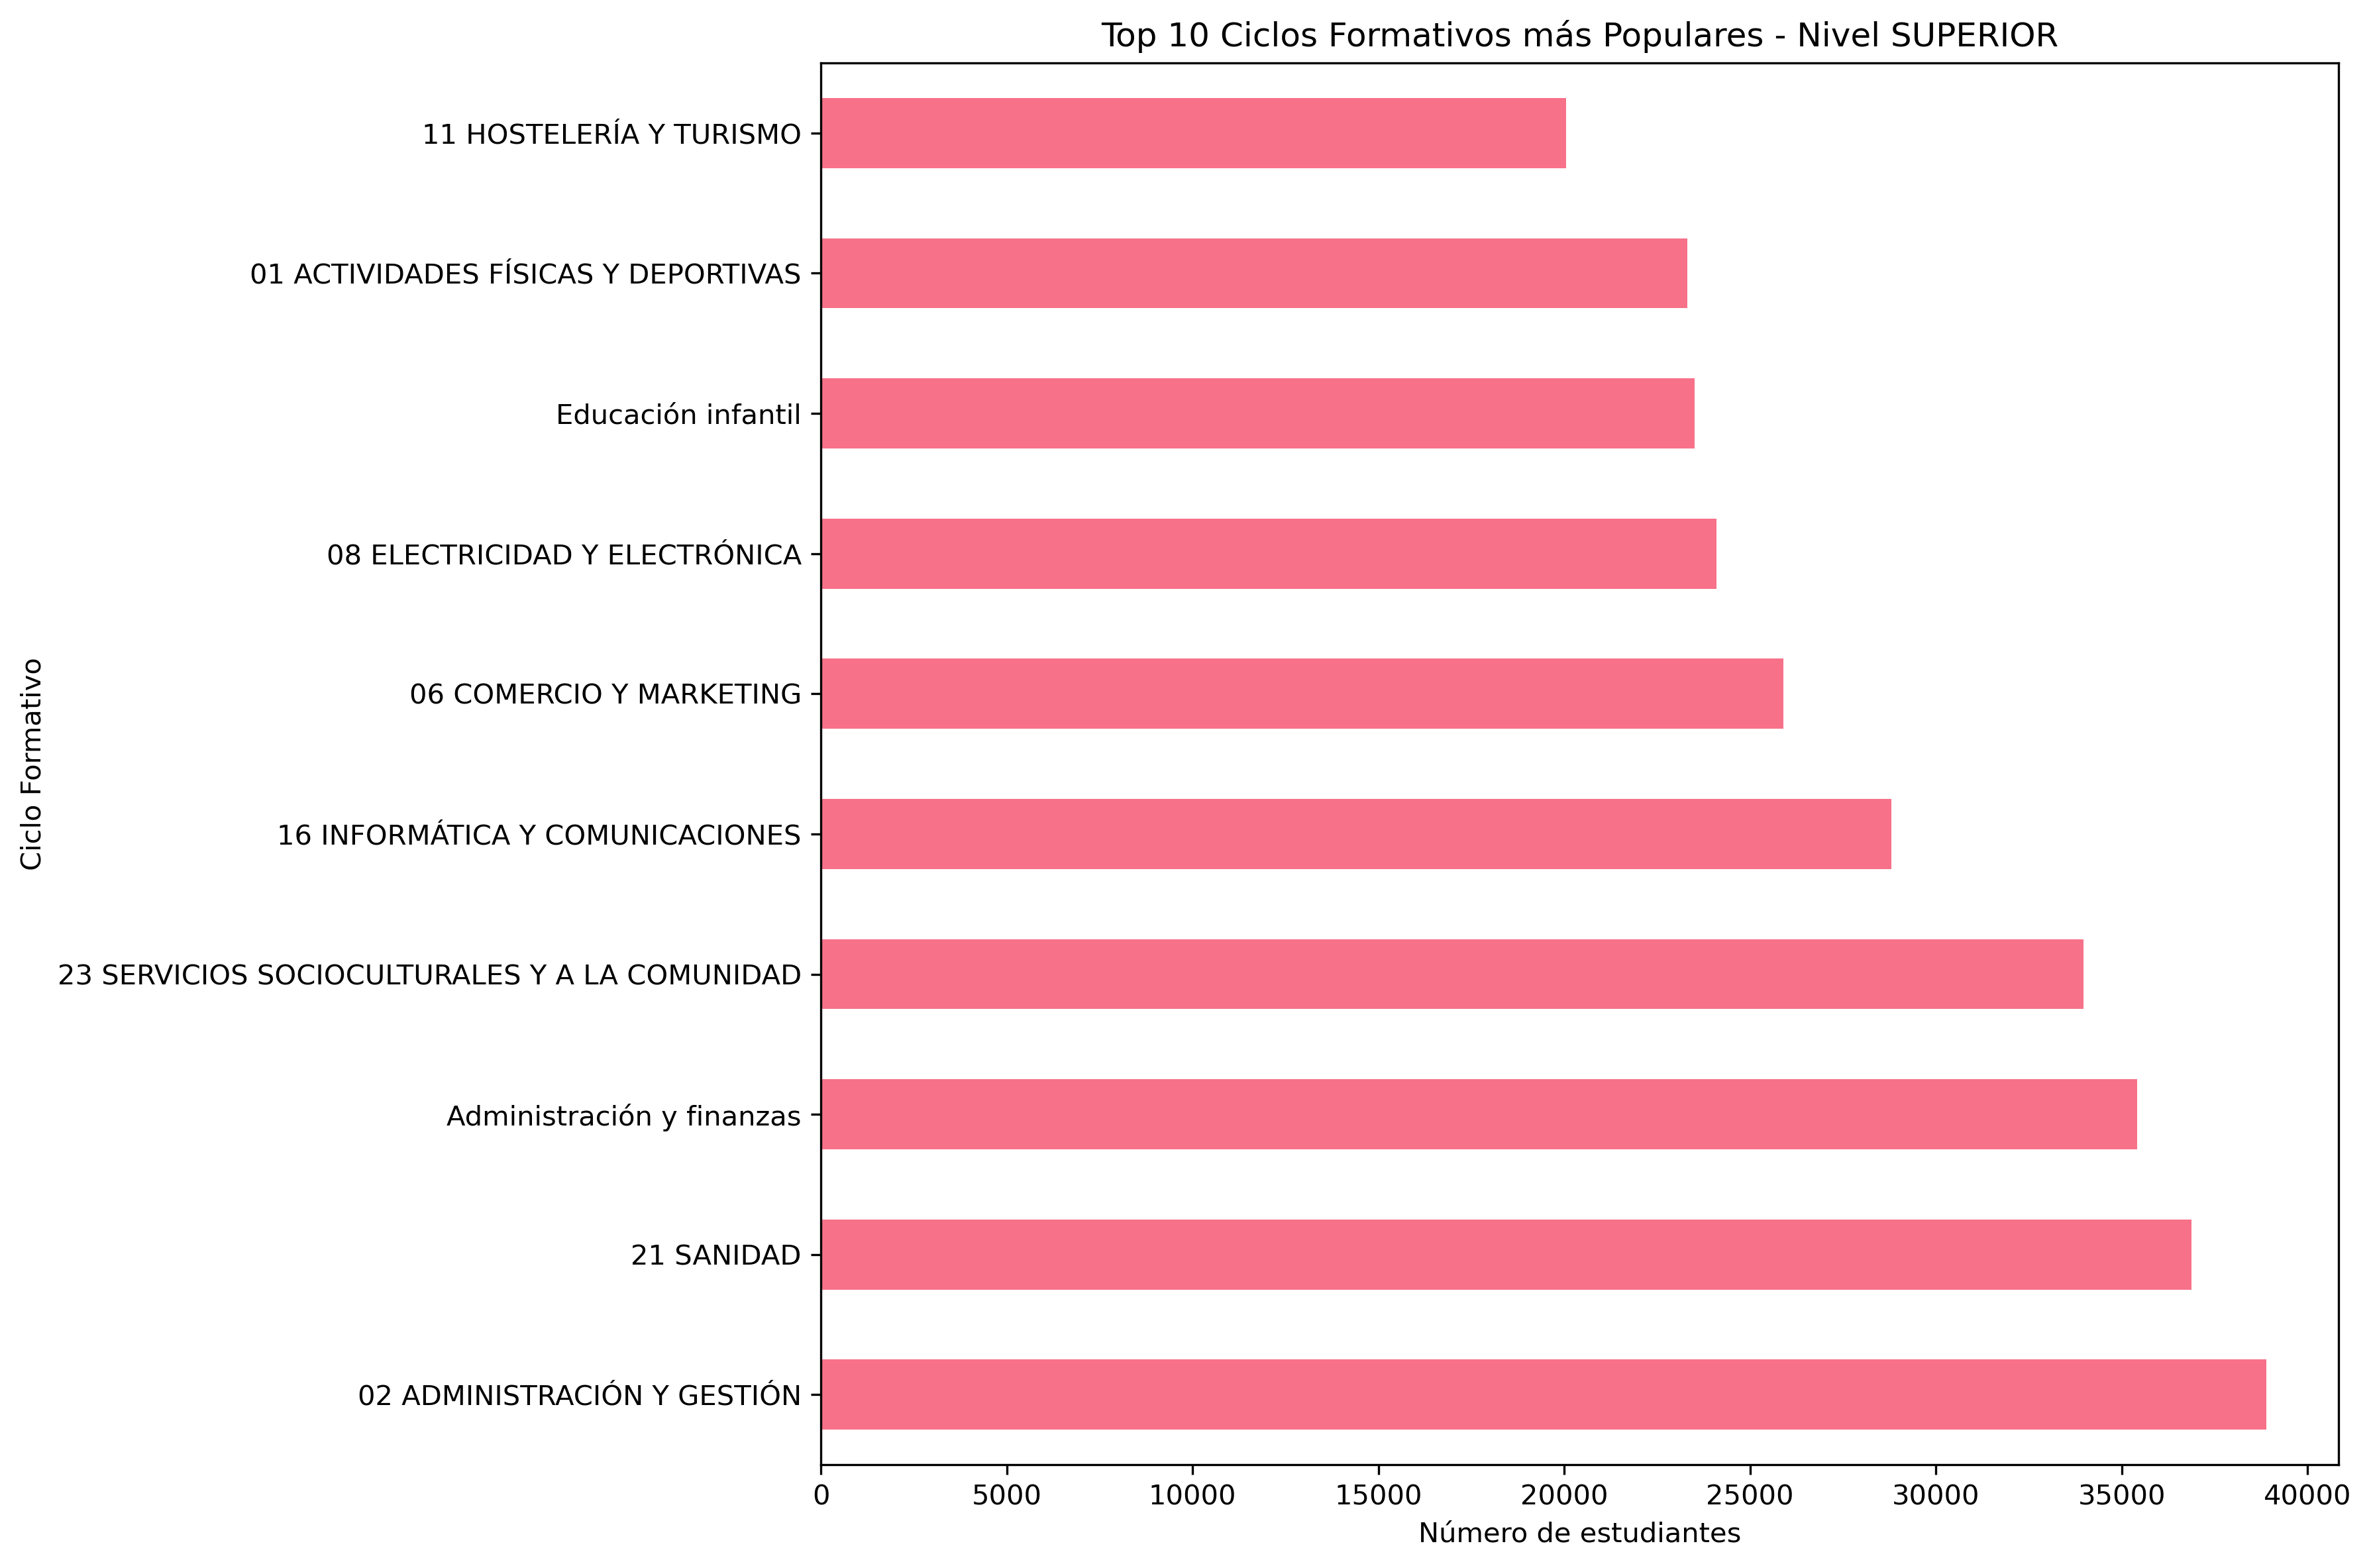 Top 10 Ciclos Formativos más Populares - Nivel SUPERIOR
11 HOSTELERÍA Y TURISMO
01 ACTIVIDADES FÍSICAS Y DEPORTIVAS
Educación infantil
08 ELECTRICIDAD Y ELECTRÓNICA
06 COMERCIO Y MARKETING
16 INFORMÁTICA Y COMUNICACIONES
23 SERVICIOS SOCIOCULTURALES Y A LA COMUNIDAD
Administración y finanzas
21 SANIDAD
02 ADMINISTRACIÓN Y GESTIÓN
Ciclo Formativo
0 5000 10000 15000 20000 25000 30000 35000 40000
Número de estudiantes